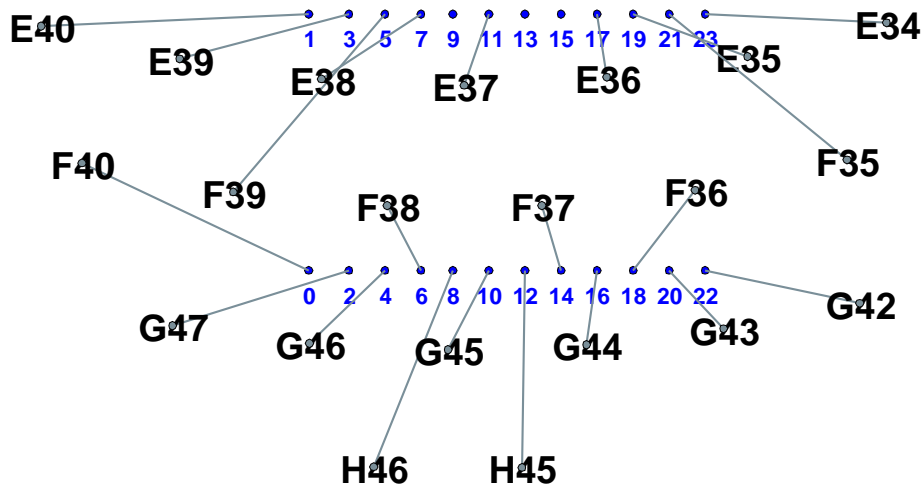 E40 E34
1 3 5 7 9 11 13 15 17 19 21 23
E39 E38 E37 E36 E35
F40 F35
F39 F38 F37 F36
0 2 4 6 8 10 12 14 16 18 20 22
G47 G46 G45 G44 G43 G42
H46 H45